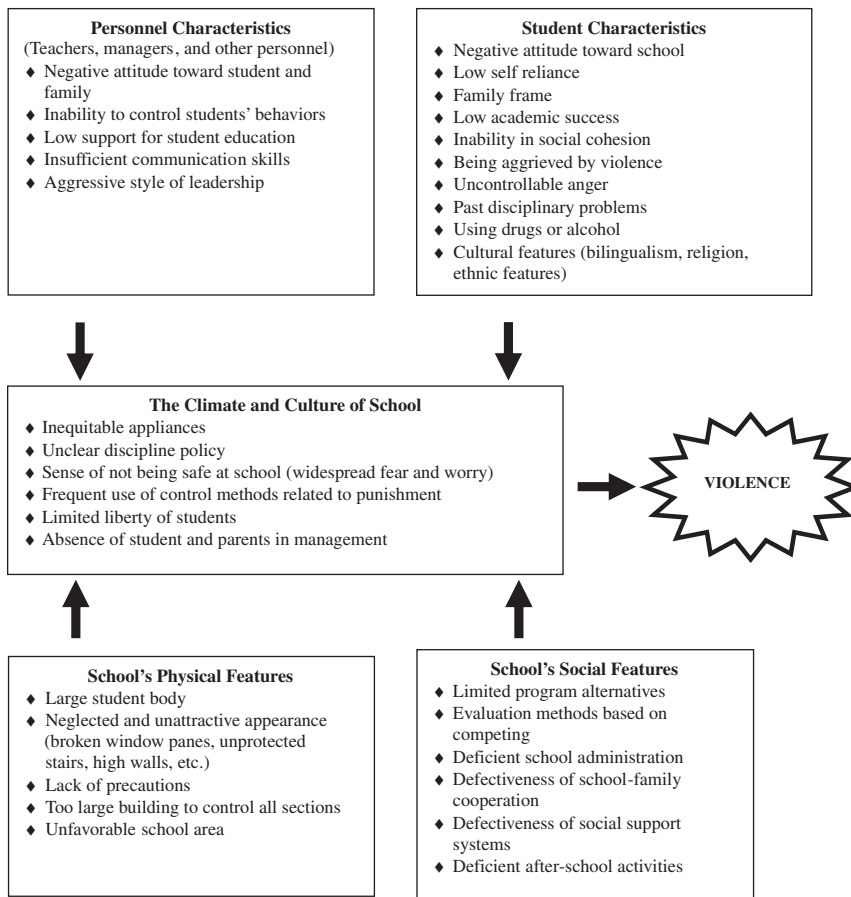 Personnel Characteristics
(Teachers, managers, and other personnel)
♦ Negative attitude toward student and
family
♦ Inability to control students' behaviors
♦ Low support for student education
♦ Insufficient communication skills
♦ Aggressive style of leadership
Student Characteristics
♦ Negative attitude toward school
♦ Low self reliance
♦ Family frame
♦ Low academic success
♦ Inability in social cohesion
♦ Being aggrieved by violence
♦ Uncontrollable anger
♦ Past disciplinary problems
♦ Using drugs or alcohol
♦ Cultural features (bilingualism, religion,
ethnic features)
The Climate and Culture of School
♦ Inequitable appliances
♦ Unclear discipline policy
♦ Sense of not being safe at school (widespread fear and worry)
♦ Frequent use of control methods related to punishment
♦ Limited liberty of students
♦ Absence of student and parents in management
VIOLENCE
School's Physical Features
♦ Large student body
♦ Neglected and unattractive appearance
(broken window panes, unprotected
stairs, high walls, etc.)
♦ Lack of precautions
♦ Too large building to control all sections
♦ Unfavorable school area
School's Social Features
♦ Limited program alternatives
♦ Evaluation methods based on
competing
♦ Deficient school administration
♦ Defectiveness of school-family
cooperation
♦ Defectiveness of social support
systems
♦ Deficient after-school activities